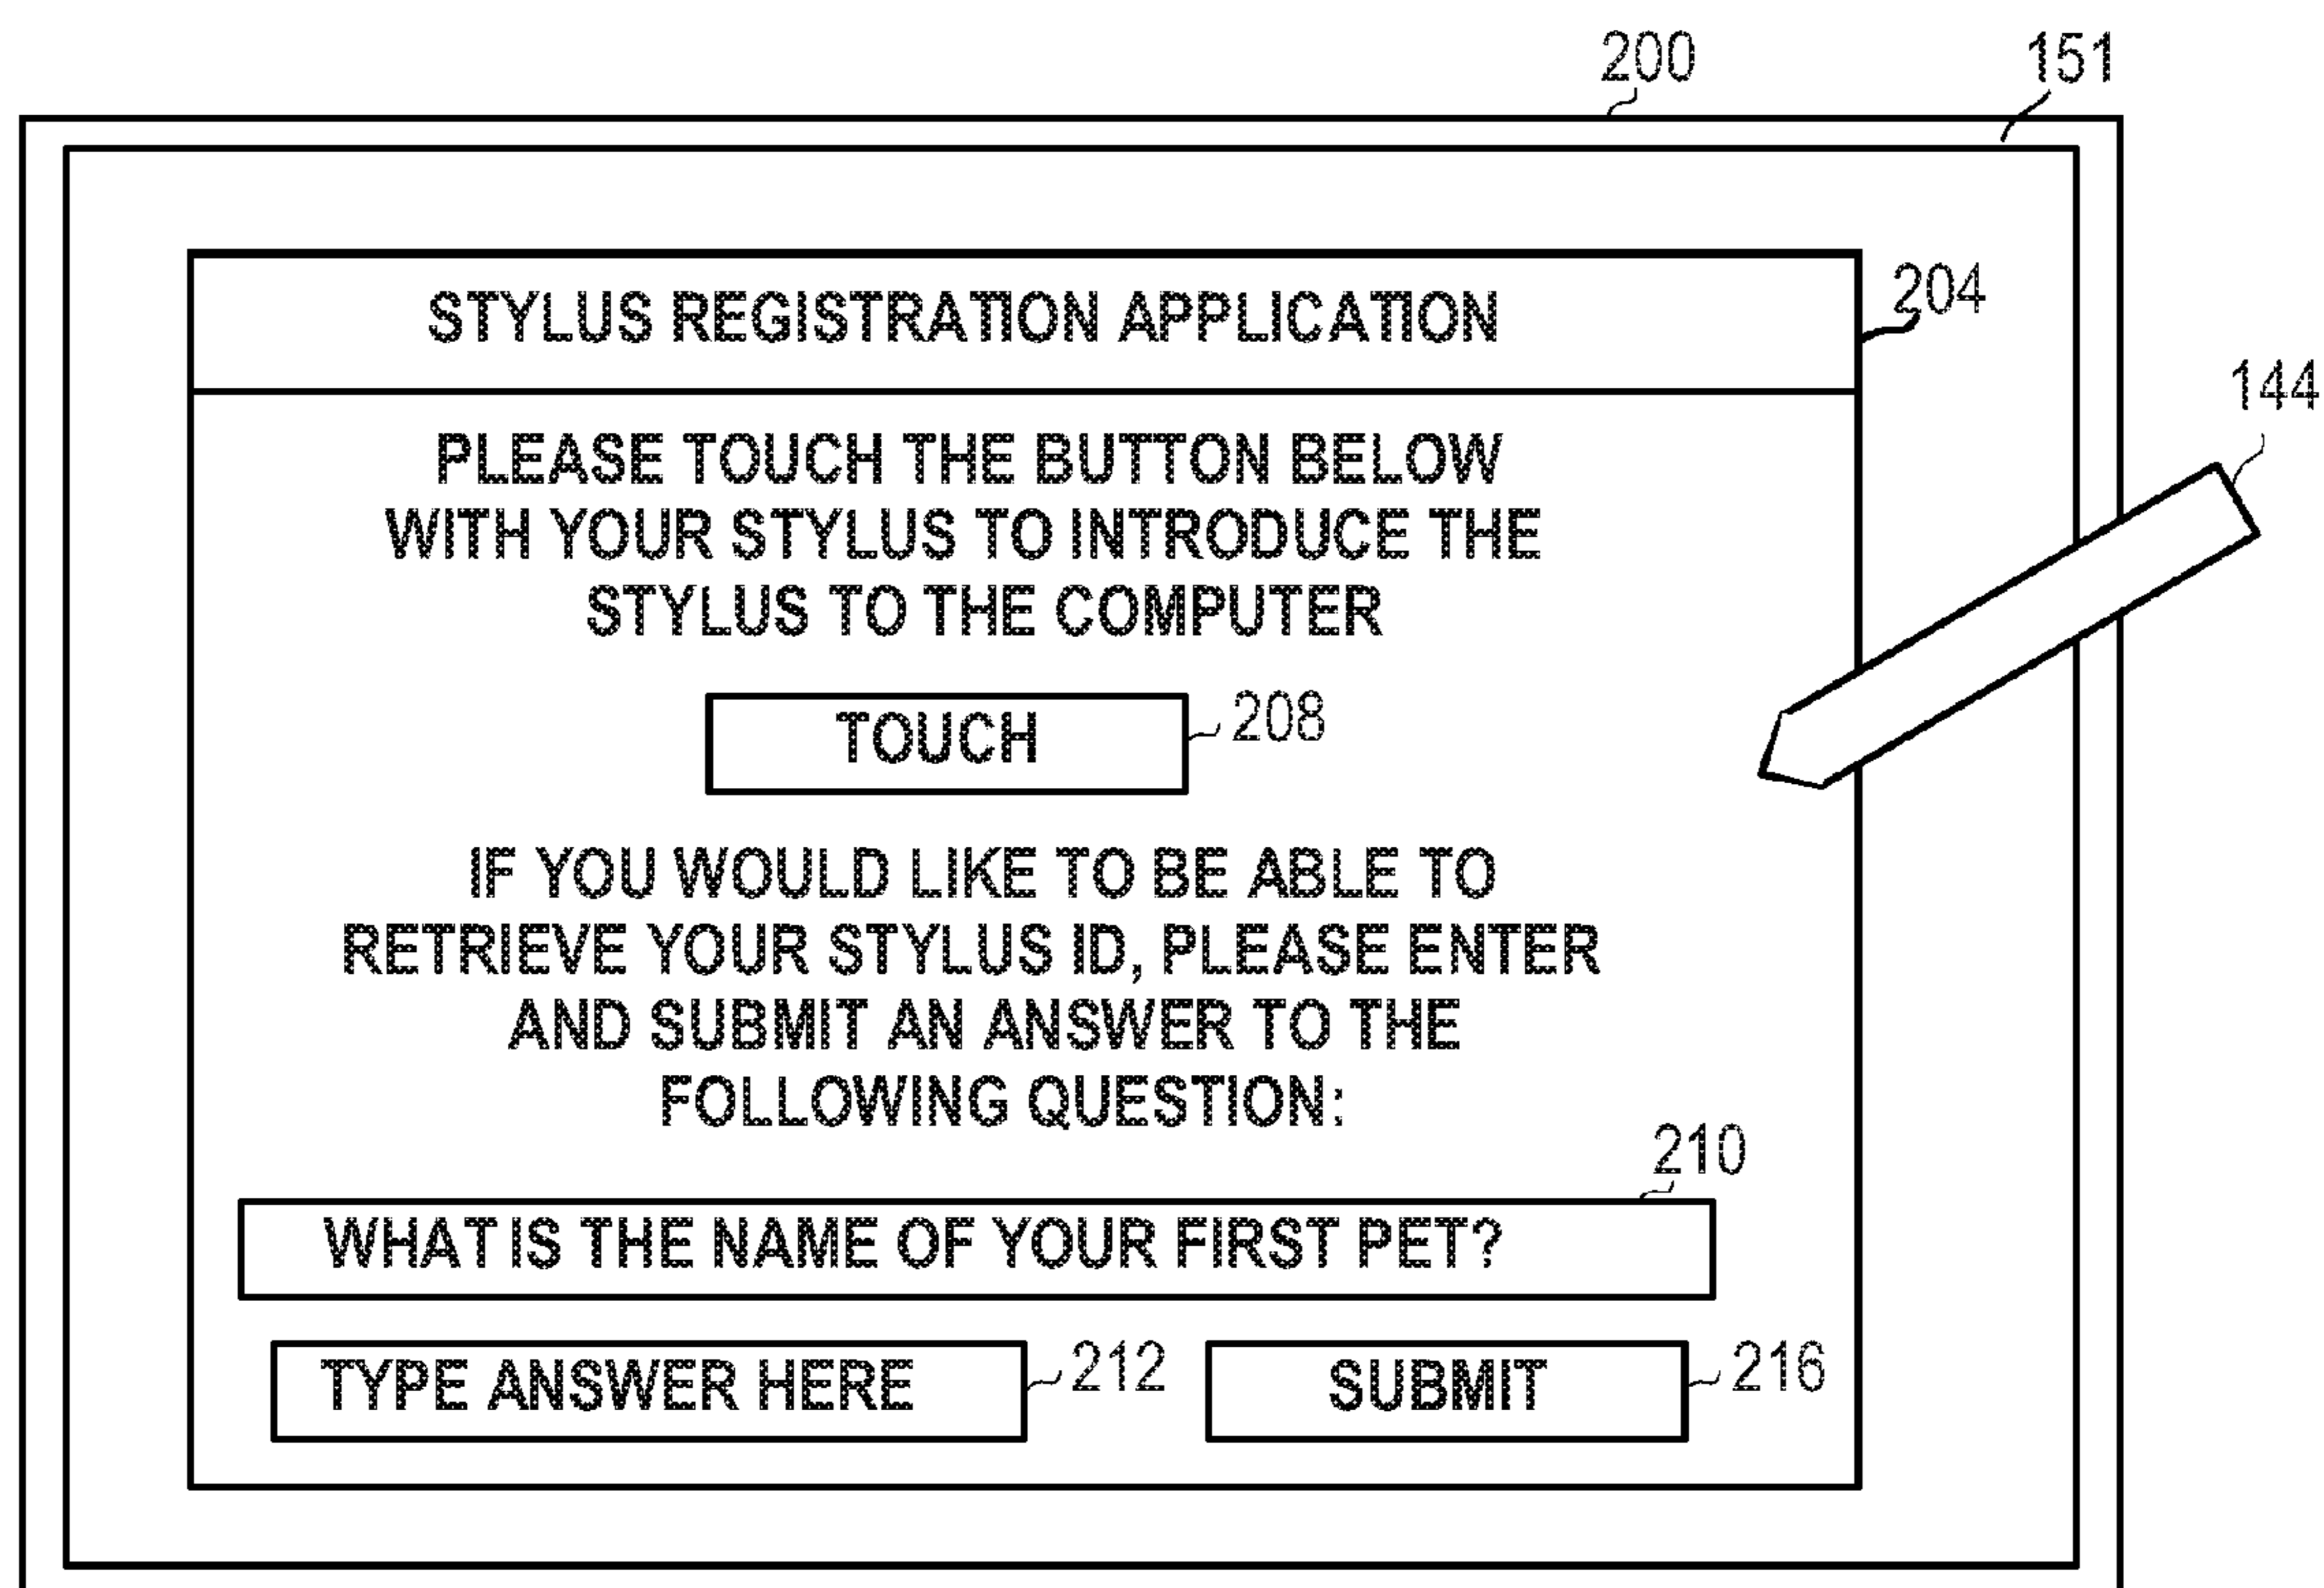 200
151
STYLUS REGISTRATION APPLICATION
204
144
PLEASE TOUCH THE BUTTON BELOW
WITH YOUR STYLUS TO INTRODUCE THE
STYLUS TO THE COMPUTER
TOUCH
208
IF YOU WOULD LIKE TO BE ABLE TO
RETRIEVE YOUR STYLUS ID, PLEASE ENTER
AND SUBMIT AN ANSWER TO THE
FOLLOWING QUESTION:
210
WHAT IS THE NAME OF YOUR FIRST PET?
TYPE ANSWER HERE
212
SUBMIT
216